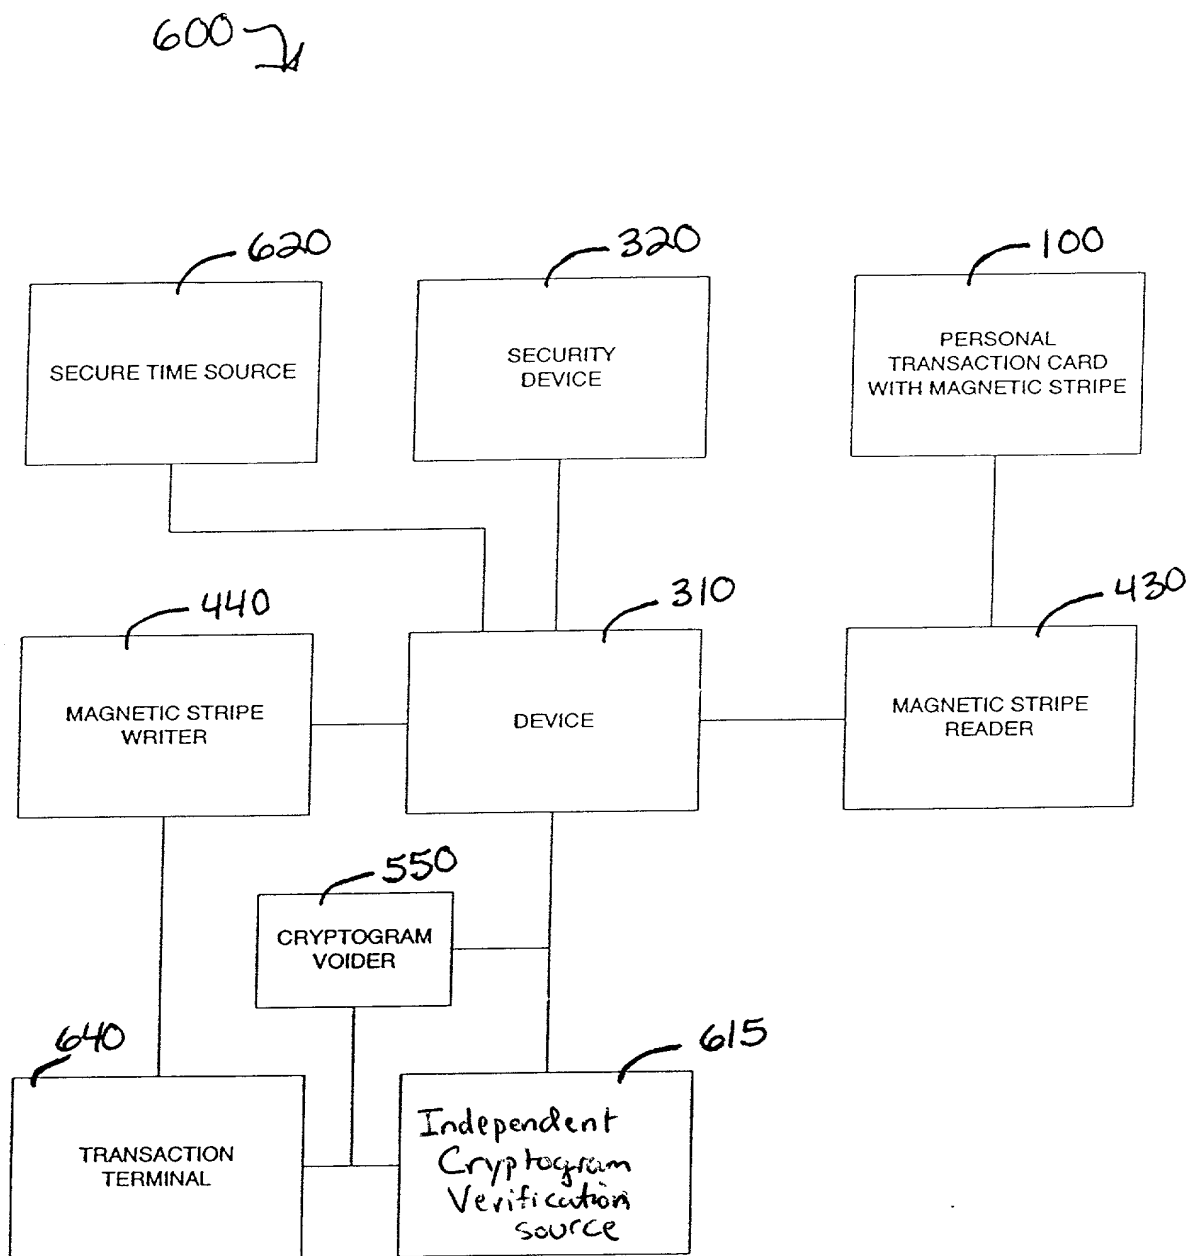 600
620
320
100
SECURE TIME SOURCE
SECURITY
DEVICE
PERSONAL
TRANSACTION CARD
WITH MAGNETIC STRIPE
440
310
430
MAGNETIC STRIPE
WRITER
DEVICE
MAGNETIC STRIPE
READER
550
CRYPTOGRAM
VOIDER
640
615
TRANSACTION
TERMINAL
Independent
Cryptogram
Verification
source